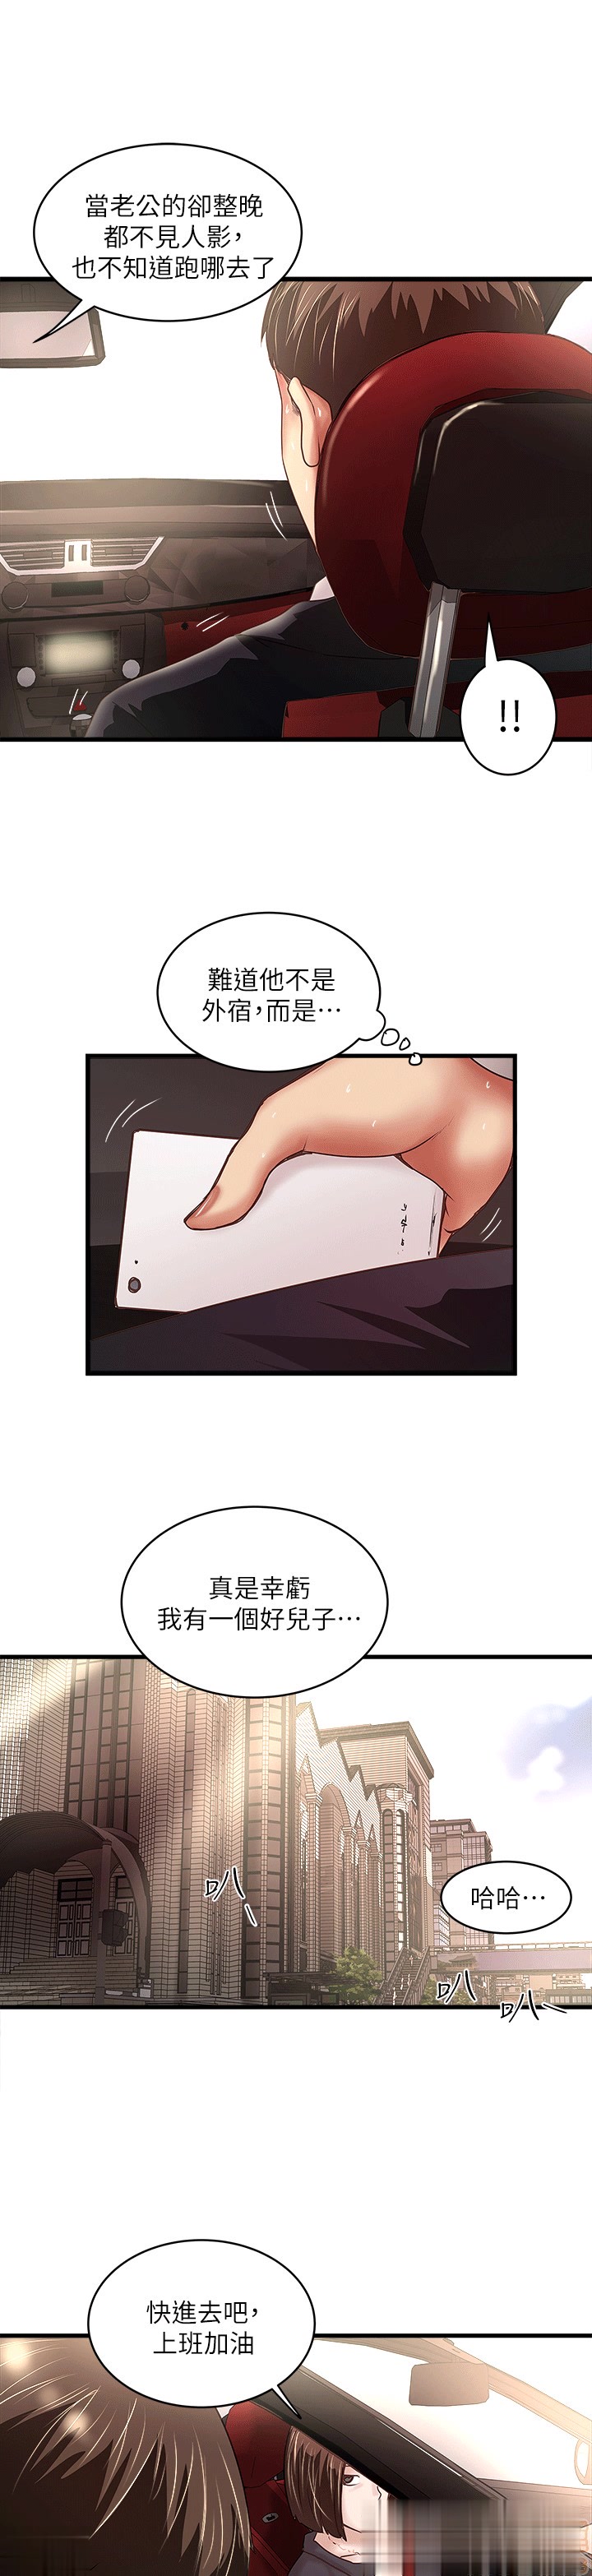 當老公的卻整晚
都不見人影,
也不知道跑哪去了
!!
難道他不是
外宿,而是…
真是幸虧
我有一個好兒子…
叭
哈哈…
叭
叭
快進去吧,
上班加油